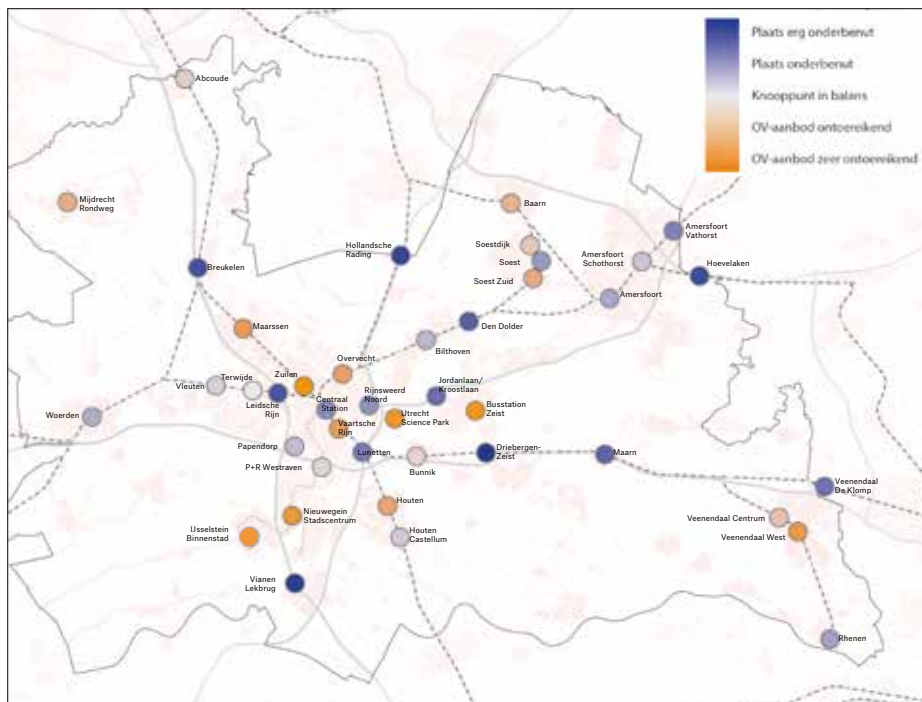 Plaats erg onderbenut
Plaats onderbenut
Knooppunt in balans
OV-aanbod ontoereikend
OV-aanbod zeer ontoereikend
Abcoude
Mijdrecht
Rondweg
Baarn
Hollandsche
Rading
Soestdijk
Soest
Soest Zuid
Amersfoort
Vathorst
Amersfoort
Schothorst
Hoevelaken
Amersfoort
Breukelen
Maarssen
Den Dolder
Bilthoven
Overvecht
Zuilen
Terwijde
Vleuten
Leidsche
Rijn
Centraal
Station
Rijnsweerd
Noord
Jordanlaan/
Kroostlaan
Busstation
Zeist
Utrecht
Science Park
Vaartsche
Rijn
Woerden
Papendorp
P+R Westraven
Lunetten
Bunnik
Driebergen-
Zeist
Maarn
Veenendaal
De Klomp
Veenendaal Centrum
Veenendaal West
Houten
Houten
Castellum
Nieuwegein
Stadscentrum
IJsselstein
Binnenstad
Vianen
Lekbrug
Rhenen